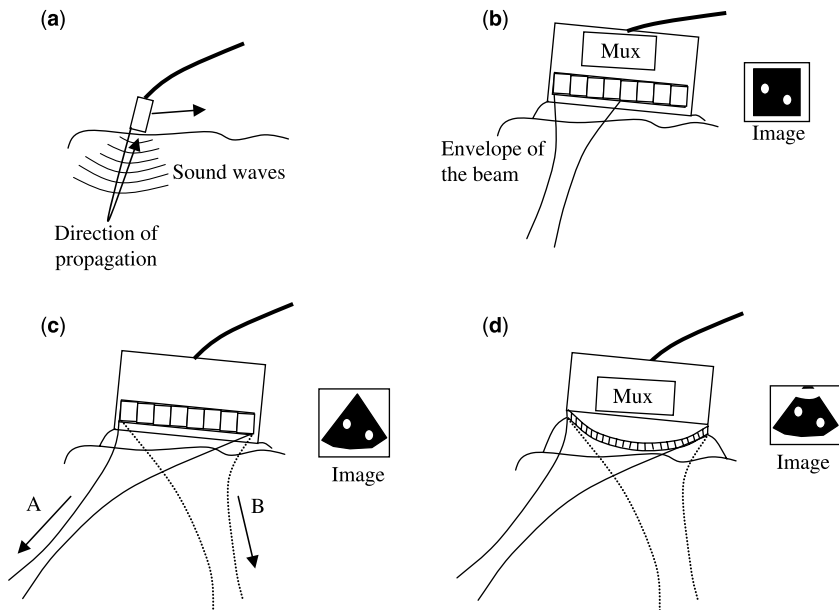 (a)
Sound waves
Direction of
propagation
(b)
Mux
Envelope of
the beam
Image
(c)
A
B
Image
(d)
Mux
Image